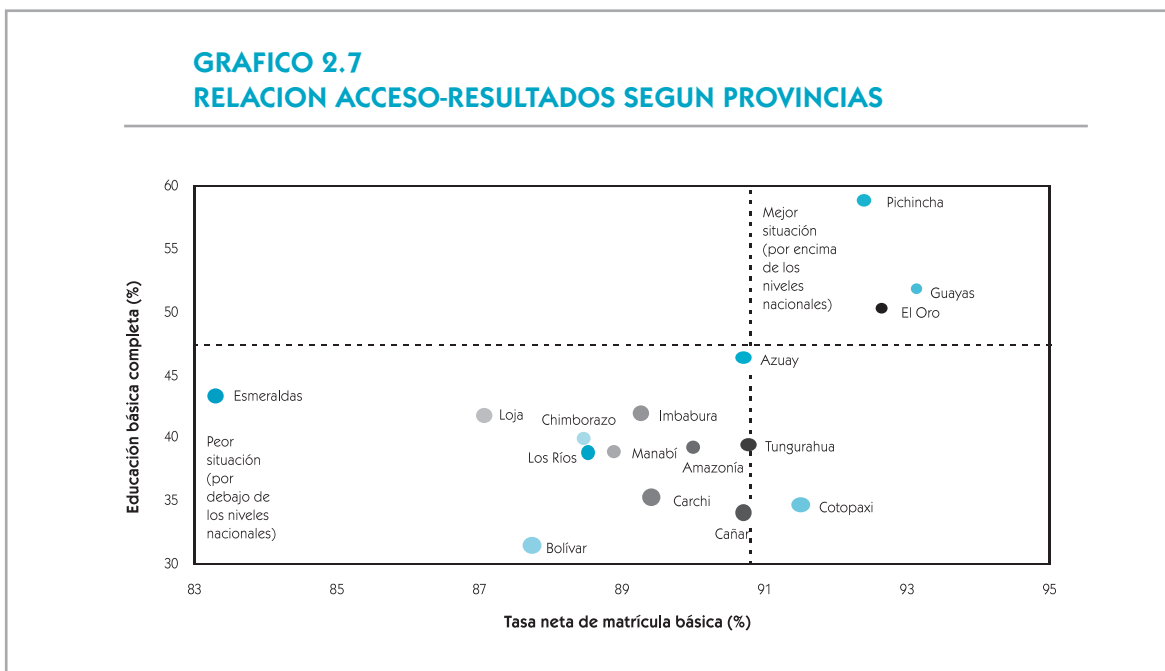 GRAFICO 2.7
RELACION ACCESO-RESULTADOS SEGUN PROVINCIAS
Educación básica completa (%)
60
55
50
45
40
35
30
Mejor
situación
(por encima
de los
niveles
nacionales)
Pichincha
Guayas
El Oro
Azuay
Esmeraldas
Loja
Chimborazo
Imbabura
Los Ríos
Manabí
Amazonía
Tungurahua
Peor
situación
(por
debajo de
los niveles
nacionales)
Carchi
Cañar
Cotopaxi
Bolívar
83
85
87
89
91
93
95
Tasa neta de matrícula básica (%)